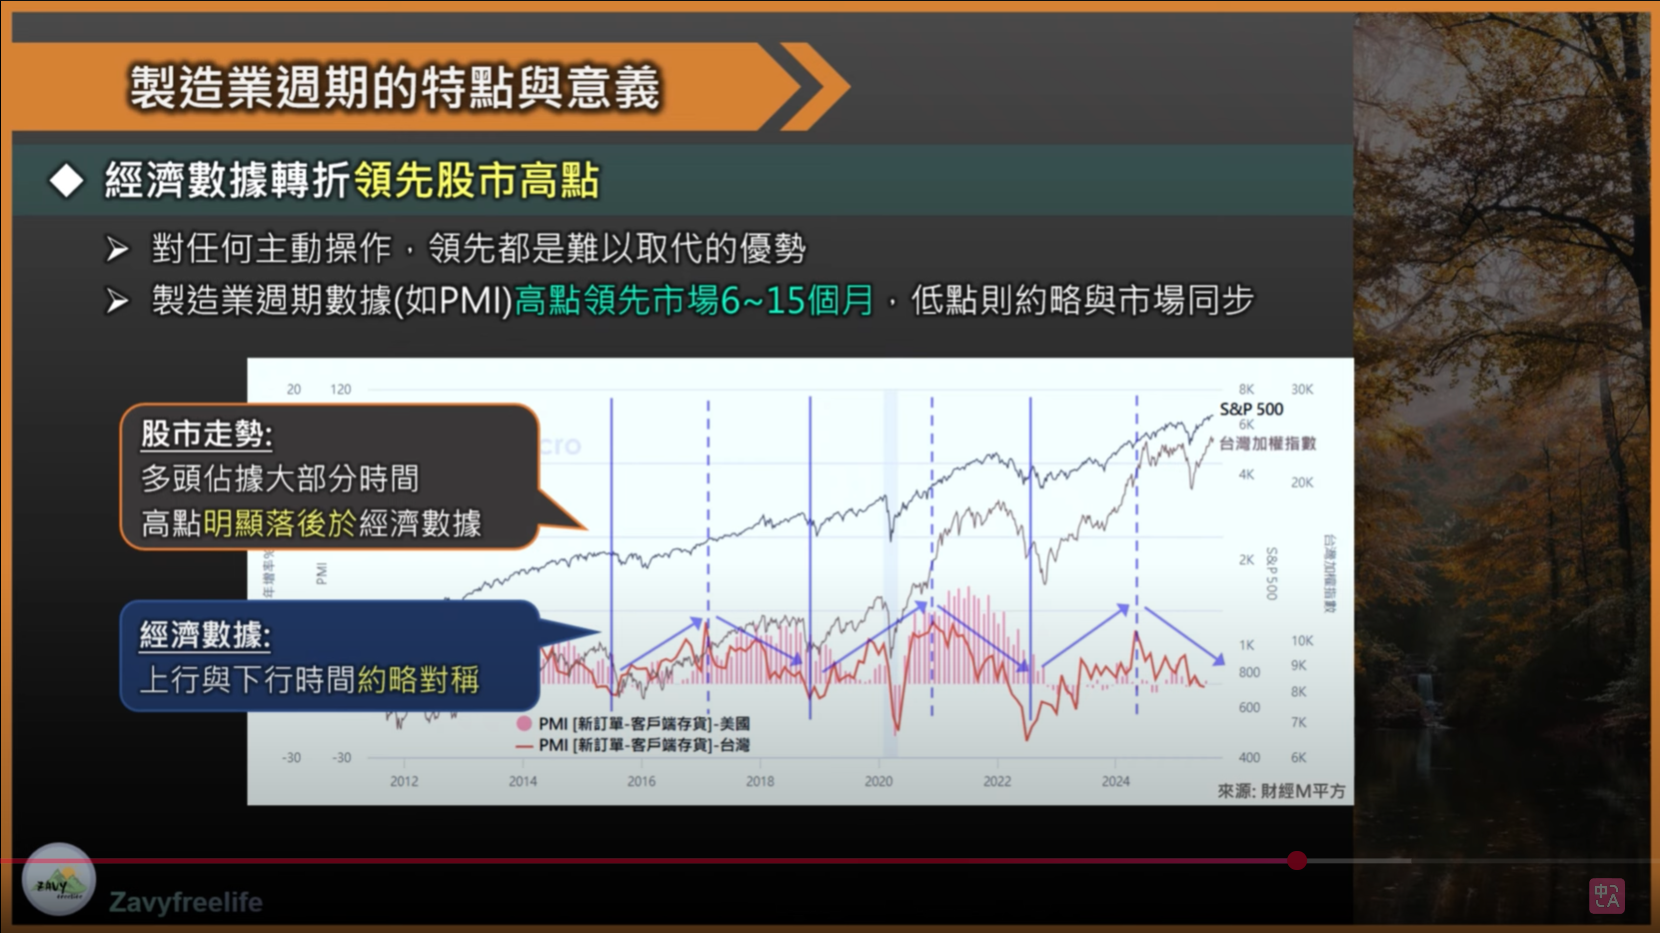 製造業週期的特點與意義
經濟數據轉折領先股市高點
對任何主動操作，領先都是難以取代的優勢
製造業週期數據(如PMI)高點領先市場6~15個月，低點則約略與市場同步
20 120 8K 30K
S&P 500
6K
台灣加權指數
4K 20K
股市走勢:
多頭佔據大部分時間
高點明顯落後於經濟數據
cro
PMI 2K S&P 500 台灣加權指數
經濟數據:
上行與下行時間約略對稱
1K 10K
800 9K
8K
600 7K
PMI [新訂單-客戶端存貨]-美國
PMI [新訂單-客戶端存貨]-台灣
-30 -30 400 6K
2012 2014 2016 2018 2020 2022 2024
來源: 財經M平方
ZAVY
Zavyfreelife
中 A